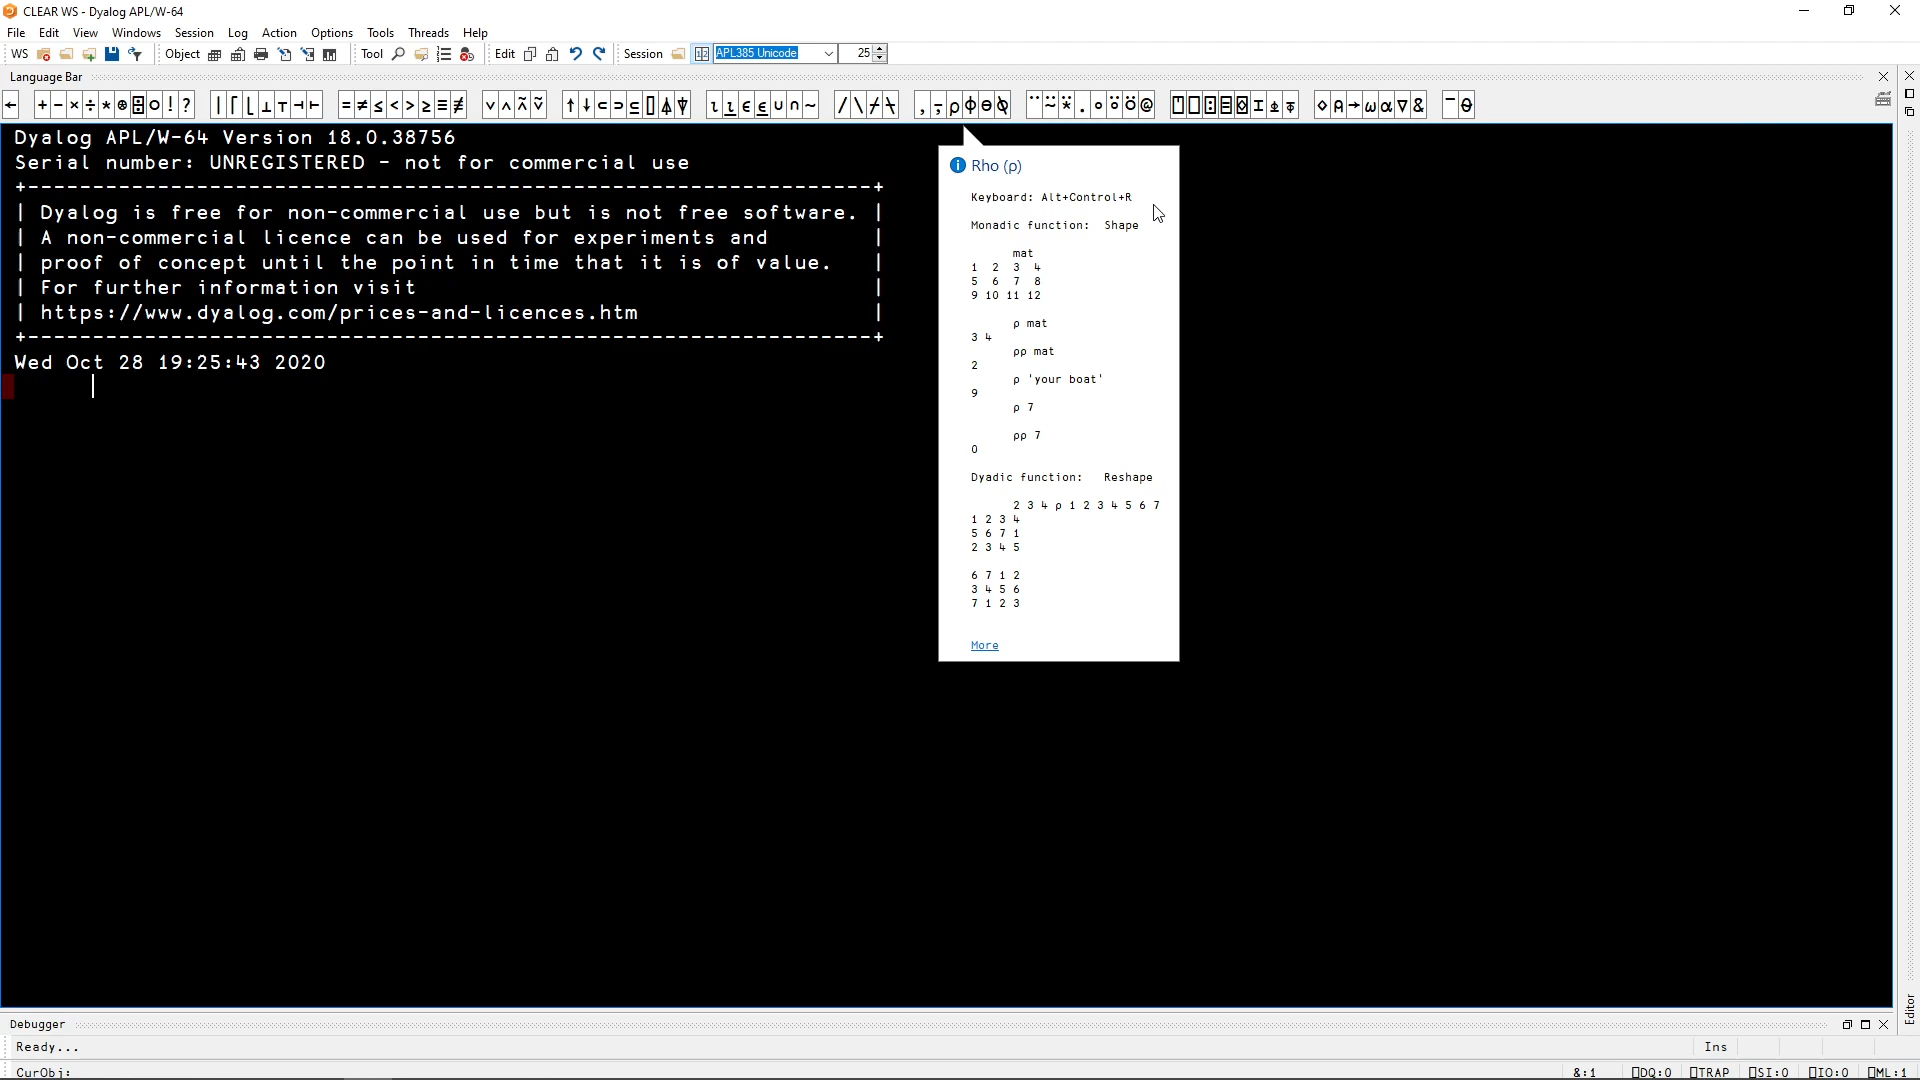 CLEAR WS - Dyalog APL/W-64
File Edit View Windows Session Log Action Options Tools Threads Help
WS Object Tool Edit Session APL385 Unicode 25
Language Bar
← + - × ÷ * ⍟ ⌹ ○ ! ? | ⌈ ⌊ ⊥ ⊤ ⊣ ⊢ = ≠ ≤ < > ≥ ≡ ≢ ∨ ∧ ⍲ ⍱ ↑ ↓ ⊂ ⊃ ⊆ ⌷ ⍋ ⍒ ⍳ ⍸ ∊ ⍷ ∪ ∩ ~ / \ ⌿ ⍀ , ⍪ ⍴ ⌽ ⊖ ⍉ ¨ ⍨ ⍣ . ∘ ⍤ ⍥ @ ⍞ ⎕ ⍠ ⌸ ⌺ ⌶ ⍎ ⍕ ⋄ ⍝ → ⍵ ⍺ ∇ & ¯ ⍬
Dyalog APL/W-64 Version 18.0.38756
Serial number: UNREGISTERED - not for commercial use
+-----------------------------------------------------------------+
| Dyalog is free for non-commercial use but is not free software. |
| A non-commercial licence can be used for experiments and |
| proof of concept until the point in time that it is of value. |
| For further information visit |
| https://www.dyalog.com/prices-and-licences.htm |
+-----------------------------------------------------------------+
Wed Oct 28 19:25:43 2020
Rho (⍴)
Keyboard: Alt+Control+R
Monadic function: Shape
mat
1 2 3 4
5 6 7 8
9 10 11 12
⍴ mat
3 4
⍴⍴ mat
2
⍴ 'your boat'
9
⍴ 7
⍴⍴ 7
0
Dyadic function: Reshape
2 3 4 ⍴ 1 2 3 4 5 6 7
1 2 3 4
5 6 7 1
2 3 4 5
6 7 1 2
3 4 5 6
7 1 2 3
More
Editor
Debugger
Ready...
Ins
CurObj:
&:1 ⎕DQ:0 ⎕TRAP ⎕SI:0 ⎕IO:0 ⎕ML:1